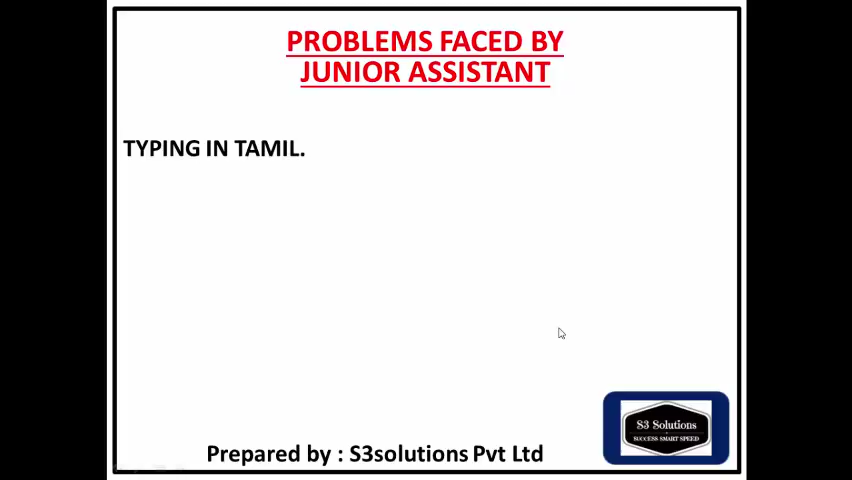 PROBLEMS FACED BY
JUNIOR ASSISTANT
TYPING IN TAMIL.
S3 Solutions
SUCCESS SMART SPEED
Prepared by : S3solutions Pvt Ltd